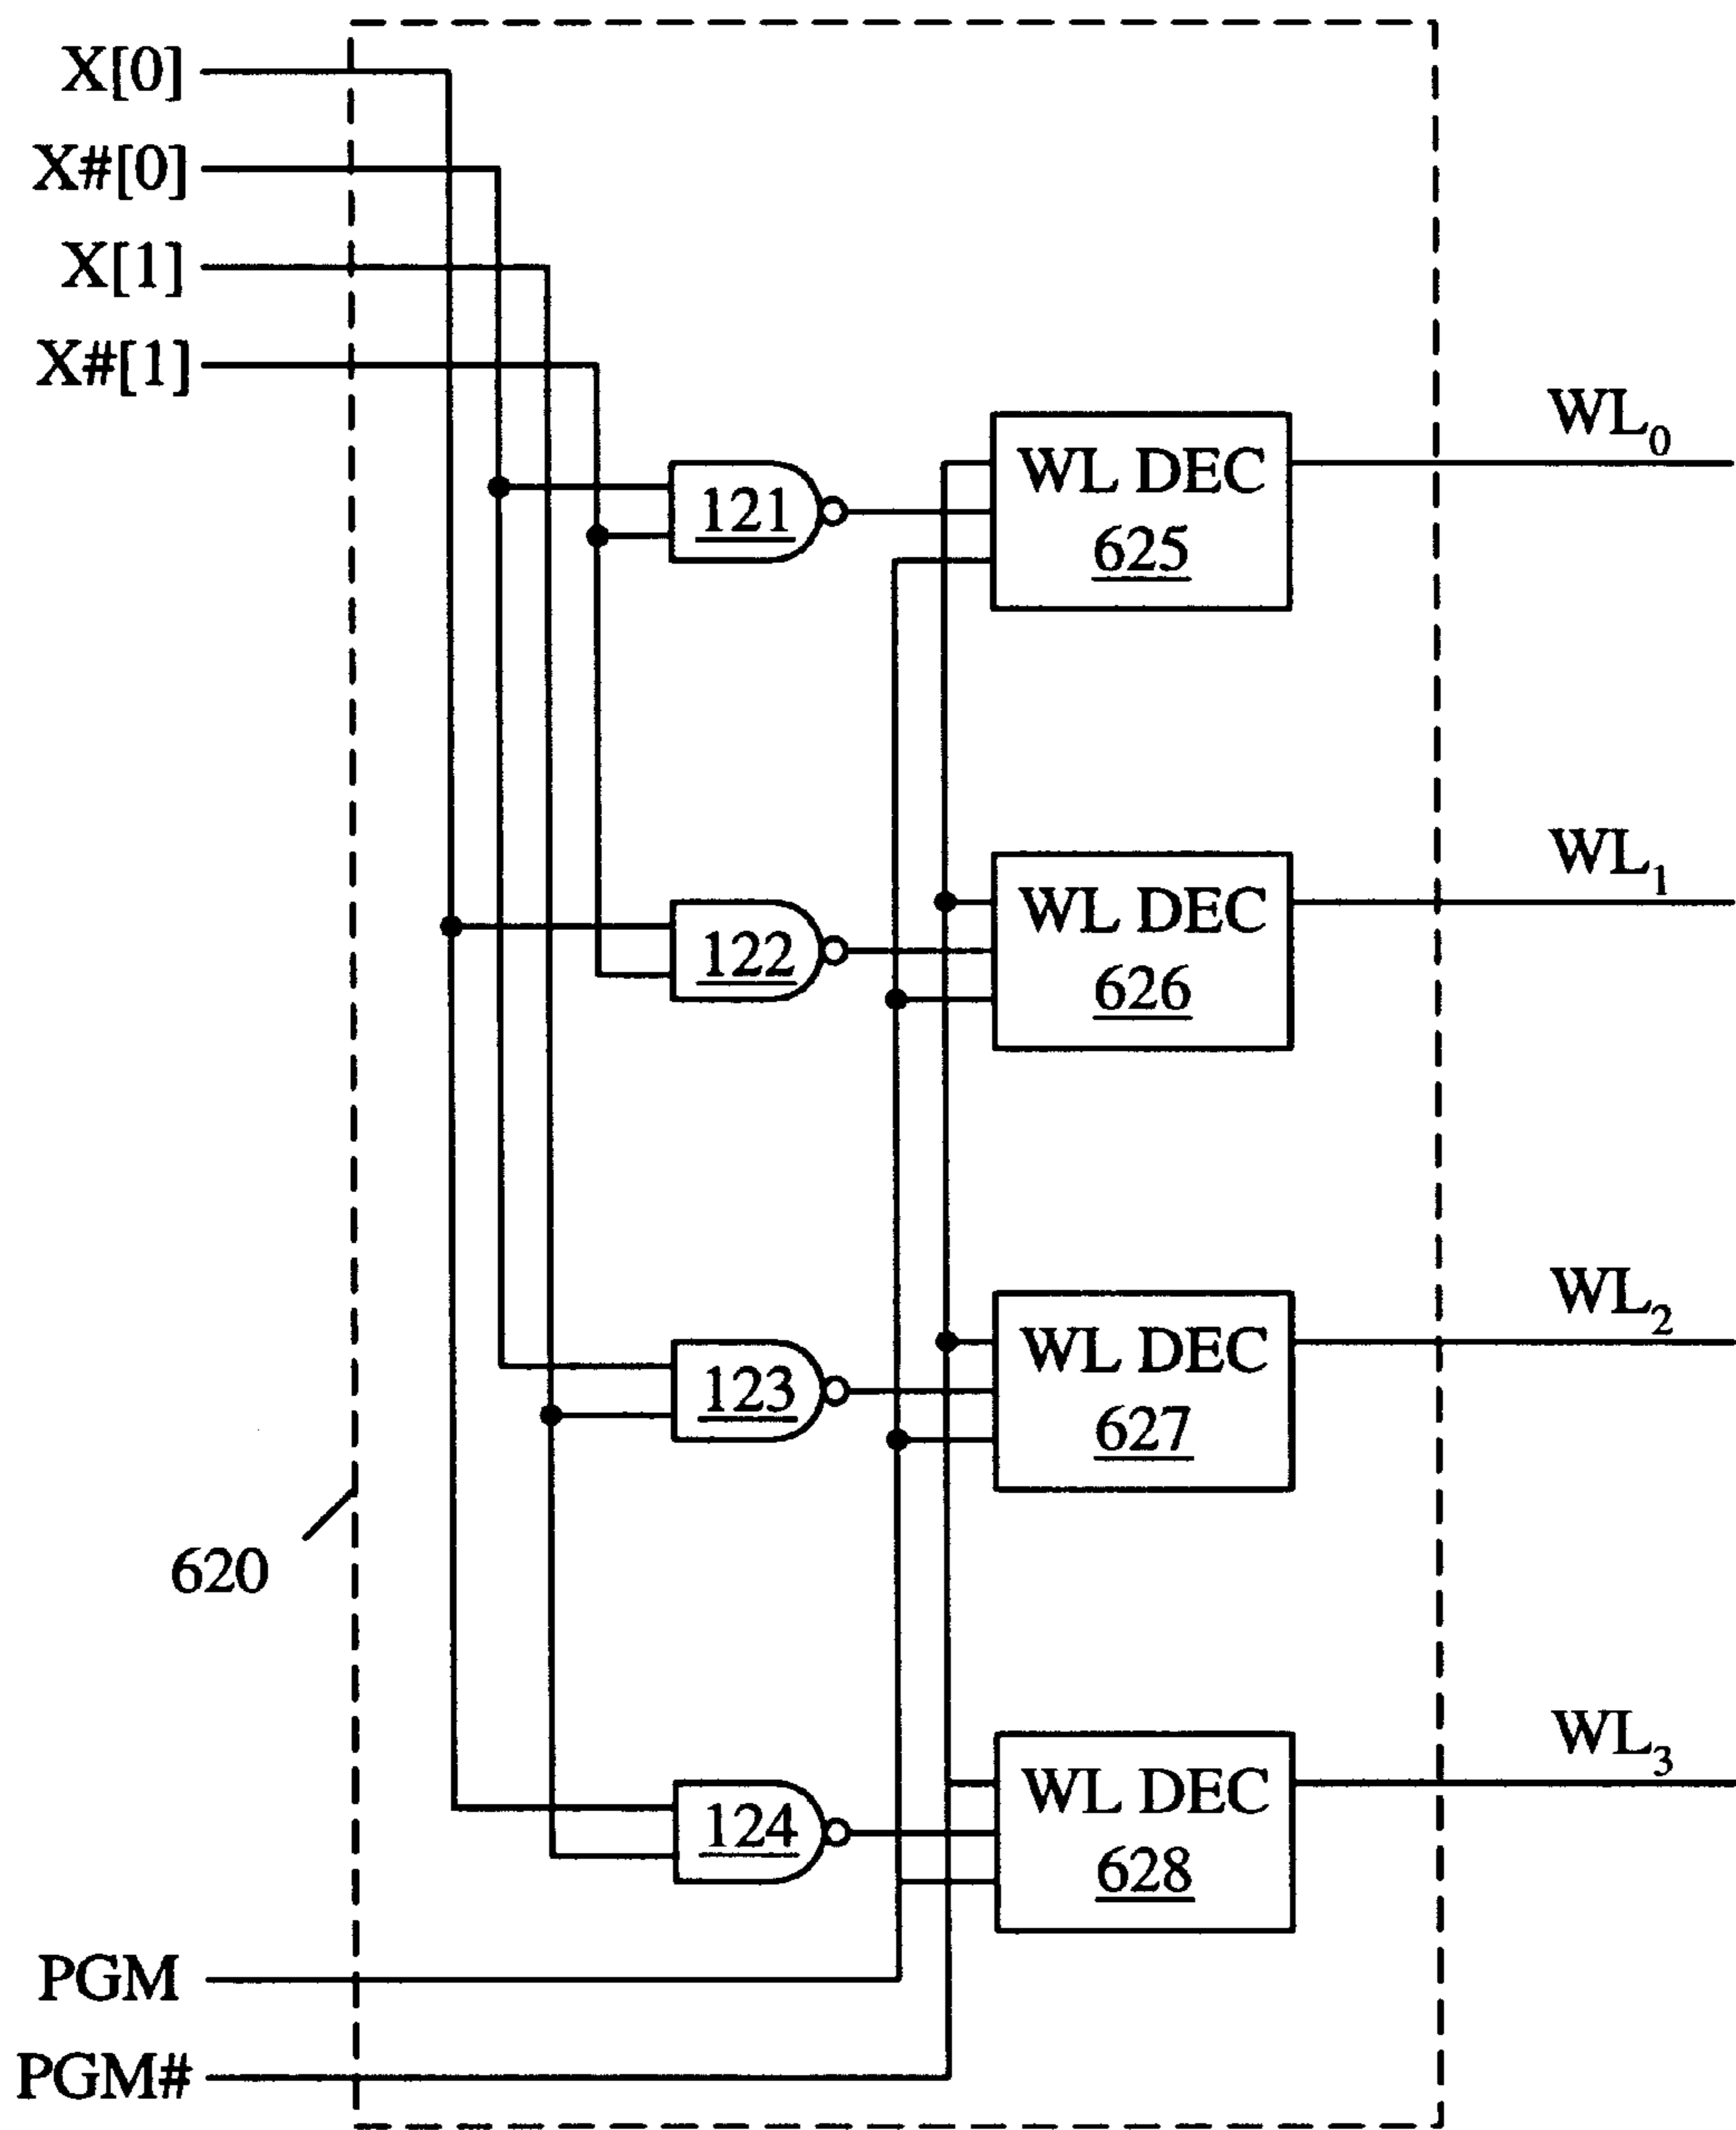 X[0]
X#[0]
X[1]
X#[1]
121
WL DEC
625
WL₀
122
WL DEC
626
WL₁
123
WL DEC
627
WL₂
620
124
WL DEC
628
WL₃
PGM
PGM#